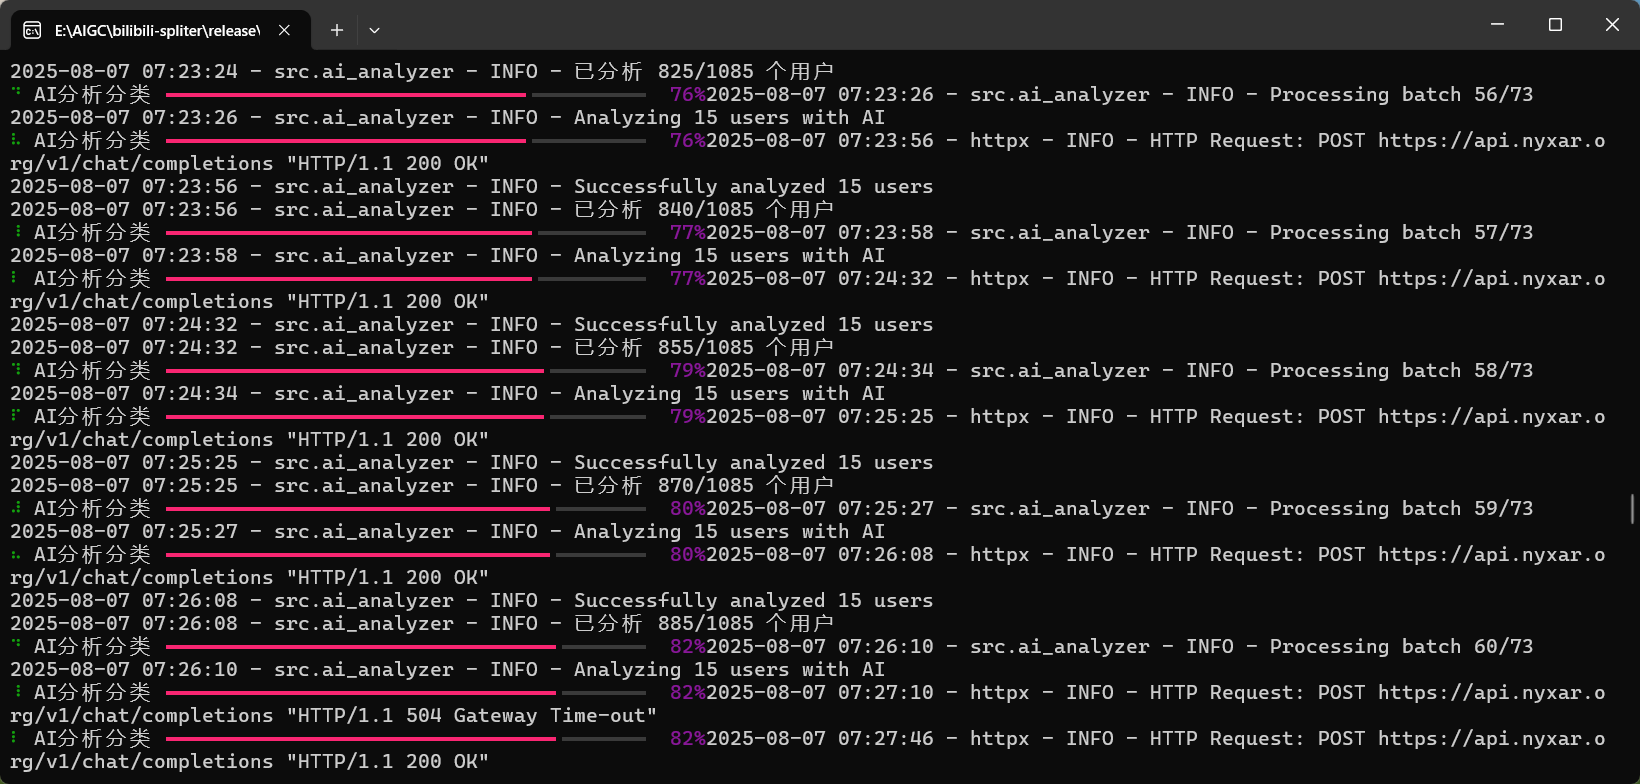 E:\AIGC\bilibili-spliter\release\
2025-08-07 07:23:24 - src.ai_analyzer - INFO - 已分析 825/1085 个用户
AI分析分类 76%2025-08-07 07:23:26 - src.ai_analyzer - INFO - Processing batch 56/73
2025-08-07 07:23:26 - src.ai_analyzer - INFO - Analyzing 15 users with AI
AI分析分类 76%2025-08-07 07:23:56 - httpx - INFO - HTTP Request: POST https://api.nyxar.o
rg/v1/chat/completions "HTTP/1.1 200 OK"
2025-08-07 07:23:56 - src.ai_analyzer - INFO - Successfully analyzed 15 users
2025-08-07 07:23:56 - src.ai_analyzer - INFO - 已分析 840/1085 个用户
AI分析分类 77%2025-08-07 07:23:58 - src.ai_analyzer - INFO - Processing batch 57/73
2025-08-07 07:23:58 - src.ai_analyzer - INFO - Analyzing 15 users with AI
AI分析分类 77%2025-08-07 07:24:32 - httpx - INFO - HTTP Request: POST https://api.nyxar.o
rg/v1/chat/completions "HTTP/1.1 200 OK"
2025-08-07 07:24:32 - src.ai_analyzer - INFO - Successfully analyzed 15 users
2025-08-07 07:24:32 - src.ai_analyzer - INFO - 已分析 855/1085 个用户
AI分析分类 79%2025-08-07 07:24:34 - src.ai_analyzer - INFO - Processing batch 58/73
2025-08-07 07:24:34 - src.ai_analyzer - INFO - Analyzing 15 users with AI
AI分析分类 79%2025-08-07 07:25:25 - httpx - INFO - HTTP Request: POST https://api.nyxar.o
rg/v1/chat/completions "HTTP/1.1 200 OK"
2025-08-07 07:25:25 - src.ai_analyzer - INFO - Successfully analyzed 15 users
2025-08-07 07:25:25 - src.ai_analyzer - INFO - 已分析 870/1085 个用户
AI分析分类 80%2025-08-07 07:25:27 - src.ai_analyzer - INFO - Processing batch 59/73
2025-08-07 07:25:27 - src.ai_analyzer - INFO - Analyzing 15 users with AI
AI分析分类 80%2025-08-07 07:26:08 - httpx - INFO - HTTP Request: POST https://api.nyxar.o
rg/v1/chat/completions "HTTP/1.1 200 OK"
2025-08-07 07:26:08 - src.ai_analyzer - INFO - Successfully analyzed 15 users
2025-08-07 07:26:08 - src.ai_analyzer - INFO - 已分析 885/1085 个用户
AI分析分类 82%2025-08-07 07:26:10 - src.ai_analyzer - INFO - Processing batch 60/73
2025-08-07 07:26:10 - src.ai_analyzer - INFO - Analyzing 15 users with AI
AI分析分类 82%2025-08-07 07:27:10 - httpx - INFO - HTTP Request: POST https://api.nyxar.o
rg/v1/chat/completions "HTTP/1.1 504 Gateway Time-out"
AI分析分类 82%2025-08-07 07:27:46 - httpx - INFO - HTTP Request: POST https://api.nyxar.o
rg/v1/chat/completions "HTTP/1.1 200 OK"